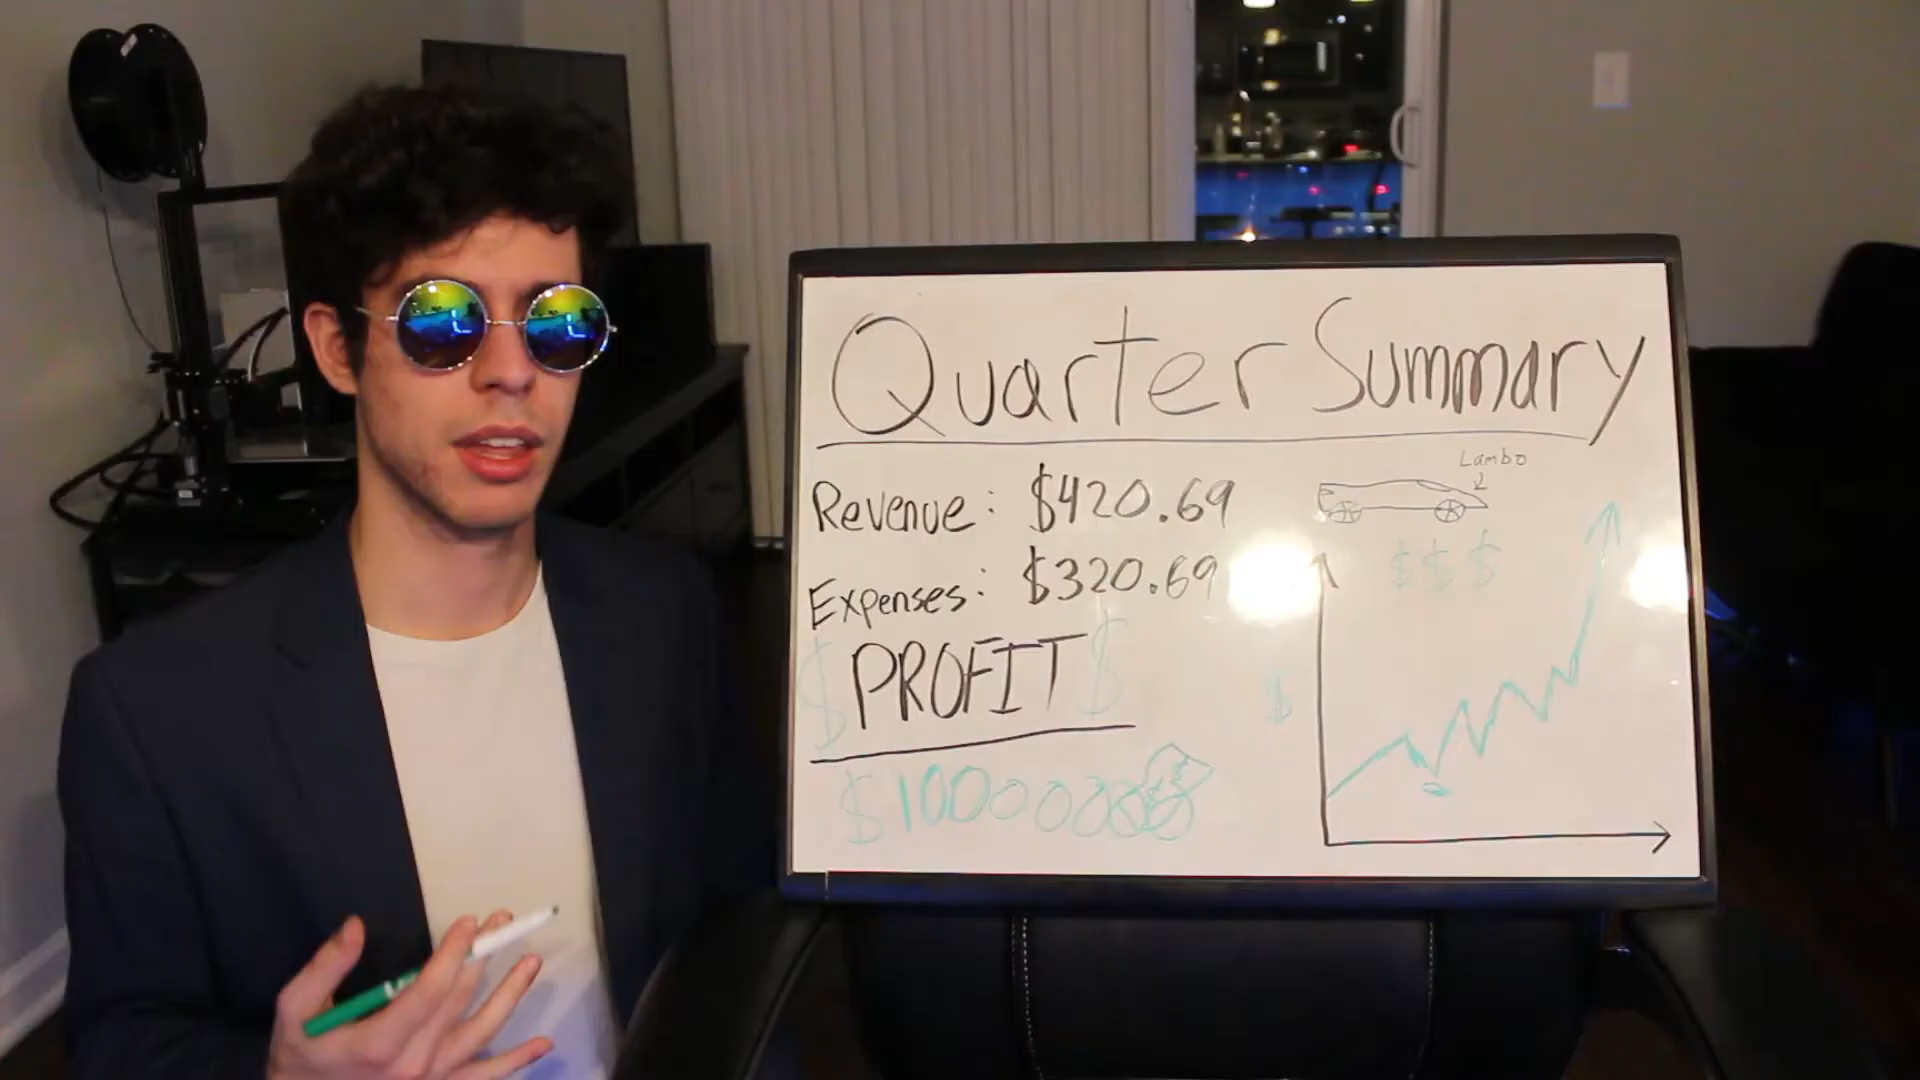 Quarter Summary
Revenue: $420.69
Lambo
Expenses: $320.69
$$$
$ PROFIT $
$
$1000000